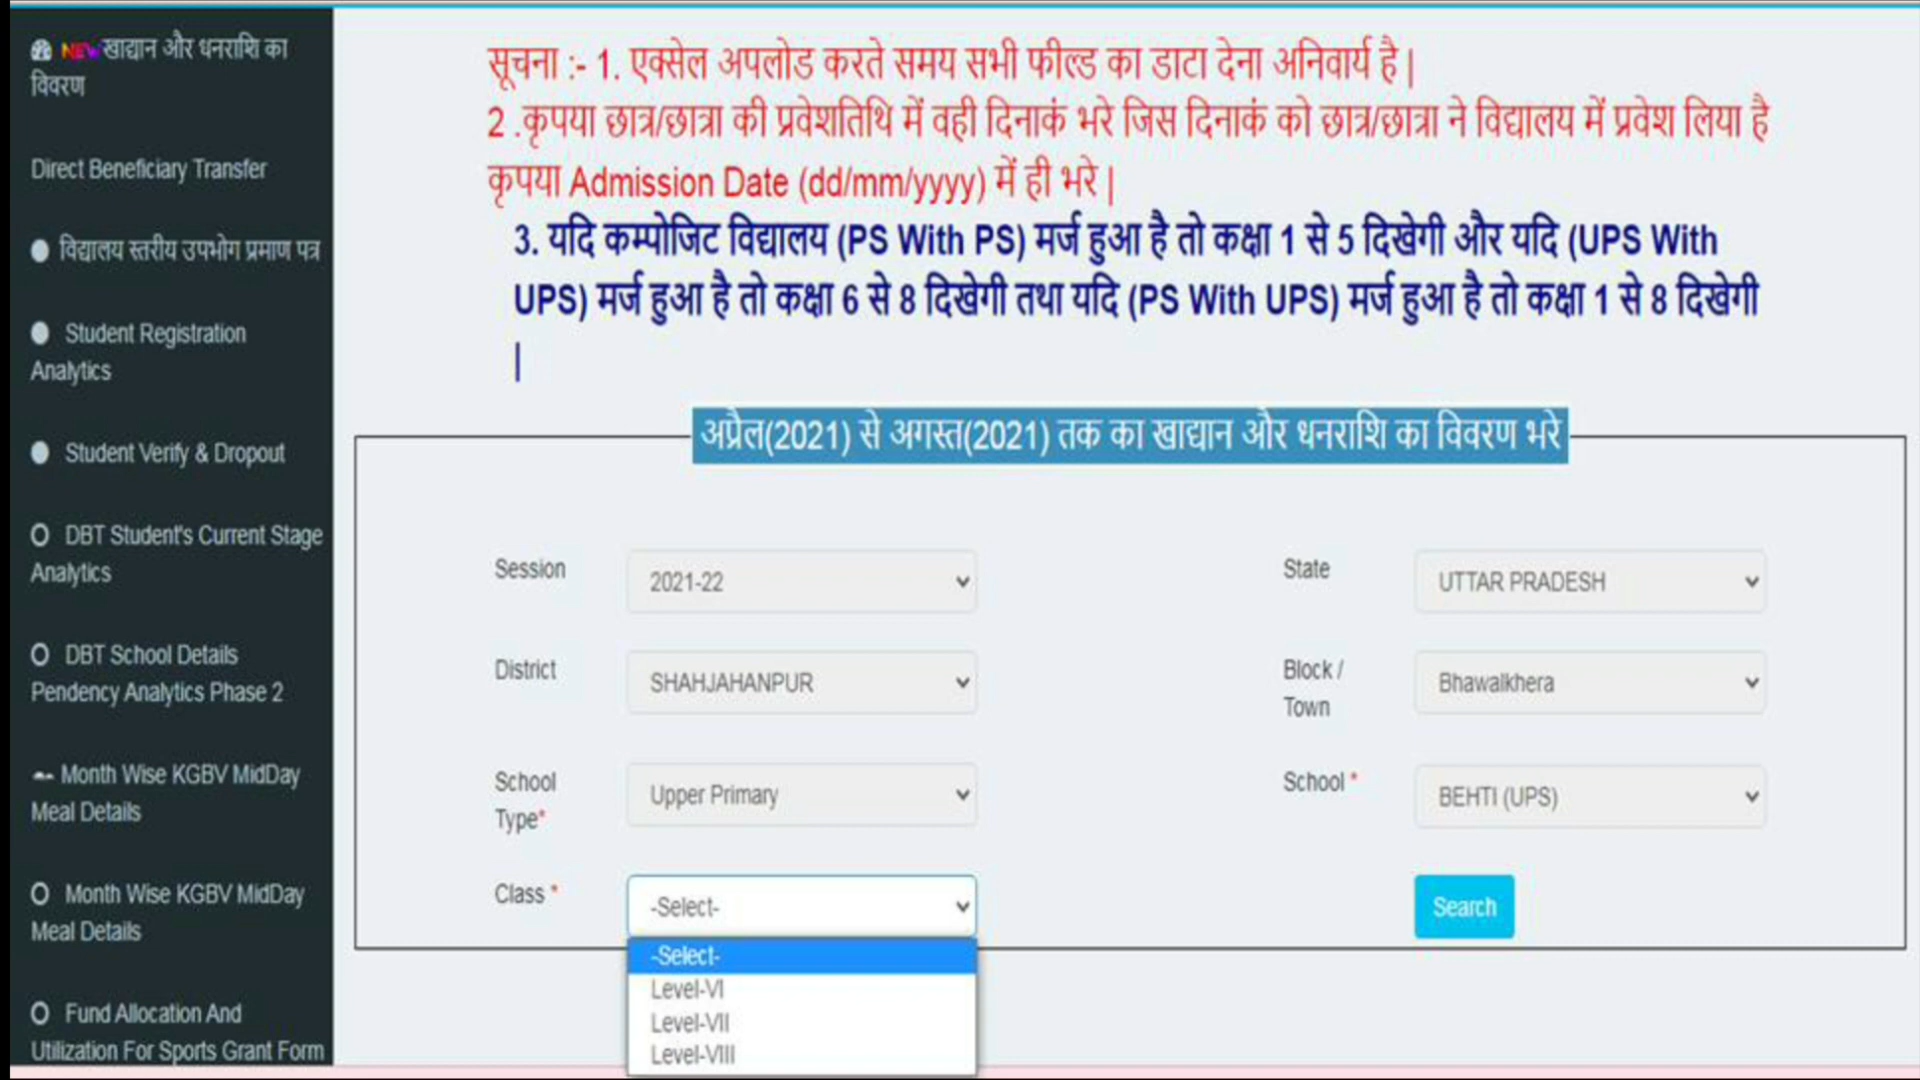 NEW खाद्यान और धनराशि का
विवरण
Direct Beneficiary Transfer
विद्यालय स्तरीय उपभोग प्रमाण पत्र
Student Registration
Analytics
Student Verify & Dropout
DBT Student's Current Stage
Analytics
DBT School Details
Pendency Analytics Phase 2
Month Wise KGBV MidDay
Meal Details
Month Wise KGBV MidDay
Meal Details
Fund Allocation And
Utilization For Sports Grant Form
सूचना :- 1. एक्सेल अपलोड करते समय सभी फील्ड का डाटा देना अनिवार्य है |
2 .कृपया छात्र/छात्रा की प्रवेशतिथि में वही दिनाकं भरे जिस दिनाकं को छात्र/छात्रा ने विद्यालय में प्रवेश लिया है
कृपया Admission Date (dd/mm/yyyy) में ही भरे |
3. यदि कम्पोजिट विद्यालय (PS With PS) मर्ज हुआ है तो कक्षा 1 से 5 दिखेगी और यदि (UPS With
UPS) मर्ज हुआ है तो कक्षा 6 से 8 दिखेगी तथा यदि (PS With UPS) मर्ज हुआ है तो कक्षा 1 से 8 दिखेगी
|
अप्रैल(2021) से अगस्त(2021) तक का खाद्यान और धनराशि का विवरण भरे
Session 2021-22 State UTTAR PRADESH
District SHAHJAHANPUR Block /
Town Bhawalkhera
School
Type* Upper Primary School * BEHTI (UPS)
Class * -Select- Search
-Select-
Level-VI
Level-VII
Level-VIII